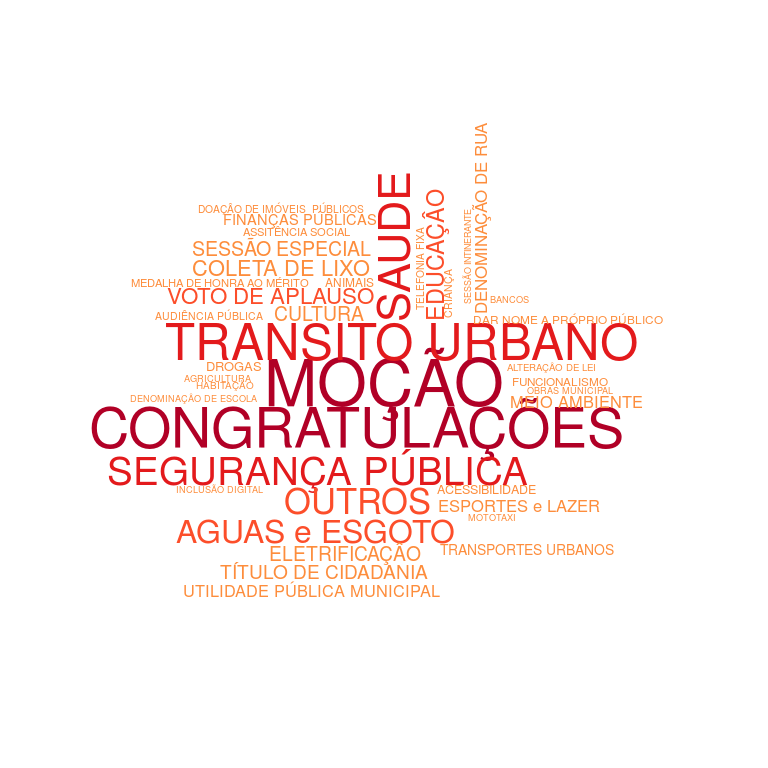 DENOMINAÇÃO DE RUA
SAUDE
EDUCAÇÃO
DOAÇÃO DE IMÓVEIS PÚBLICOS
FINANÇAS PÚBLICAS
ASSITÊNCIA SOCIAL
TELEFONIA FIXA
SESSÃO INTINERANTE
SESSÃO ESPECIAL
COLETA DE LIXO
CRIANÇA
MEDALHA DE HONRA AO MÉRITO
ANIMAIS
VOTO DE APLAUSO
BANCOS
AUDIÊNCIA PÚBLICA
CULTURA
DAR NOME A PRÓPRIO PÚBLICO
TRANSITO URBANO
DROGAS
ALTERAÇÃO DE LEI
AGRICULTURA
HABITAÇÃO
MOÇÃO
FUNCIONALISMO
OBRAS MUNICIPAL
DENOMINAÇÃO DE ESCOLA
MEIO AMBIENTE
CONGRATULAÇÕES
SEGURANÇA PÚBLICA
INCLUSÃO DIGITAL
OUTROS
ACESSIBILIDADE
ESPORTES e LAZER
MOTOTAXI
AGUAS e ESGOTO
ELETRIFICAÇÃO
TRANSPORTES URBANOS
TÍTULO DE CIDADANIA
UTILIDADE PÚBLICA MUNICIPAL